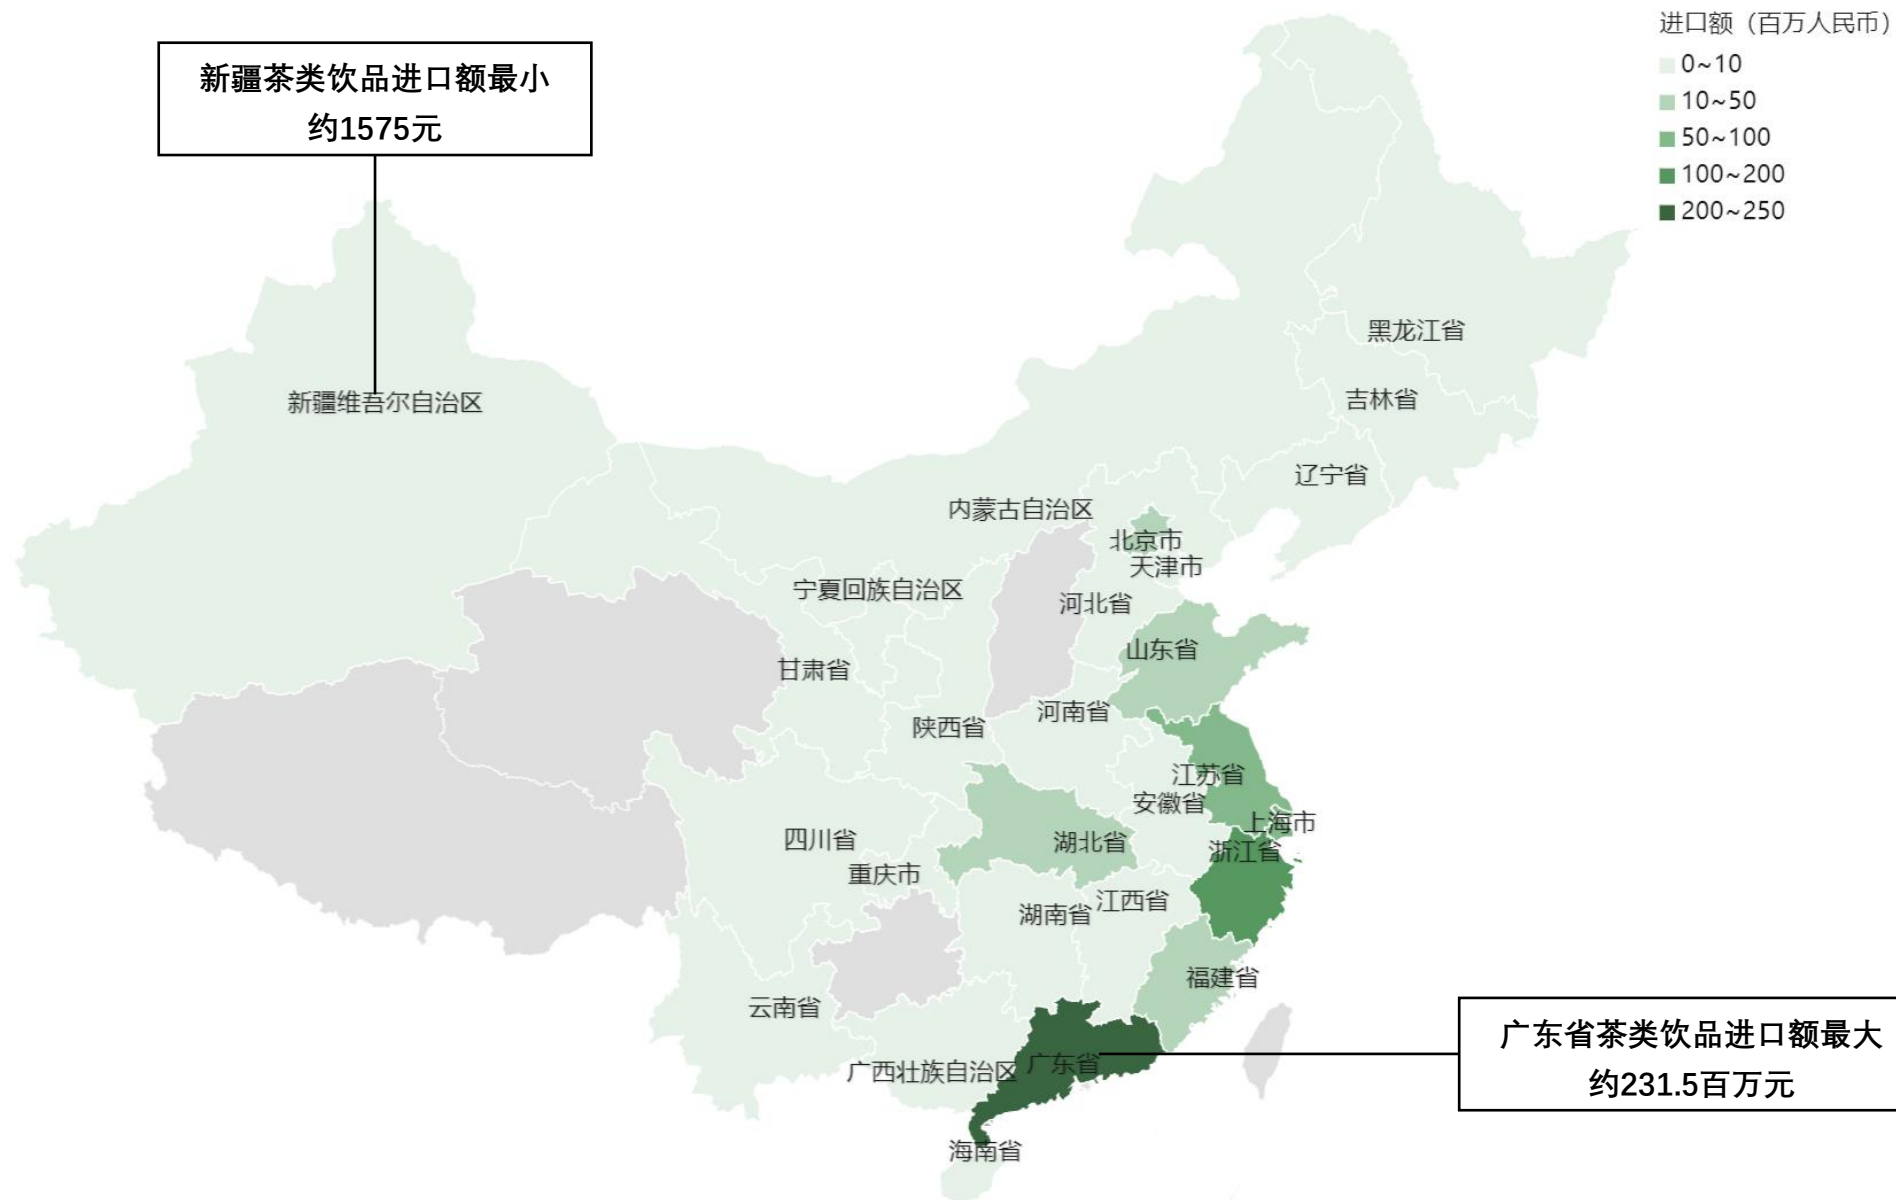 进口额（百万人民币）
0~10
10~50
50~100
100~200
200~250
新疆茶类饮品进口额最小
约1575元
黑龙江省
吉林省
新疆维吾尔自治区
辽宁省
内蒙古自治区
北京市
天津市
宁夏回族自治区
河北省
山东省
甘肃省
河南省
陕西省
江苏省
安徽省
上海市
四川省
湖北省
浙江省
重庆市
江西省
湖南省
福建省
云南省
广东省茶类饮品进口额最大
约231.5百万元
广东省
广西壮族自治区
海南省